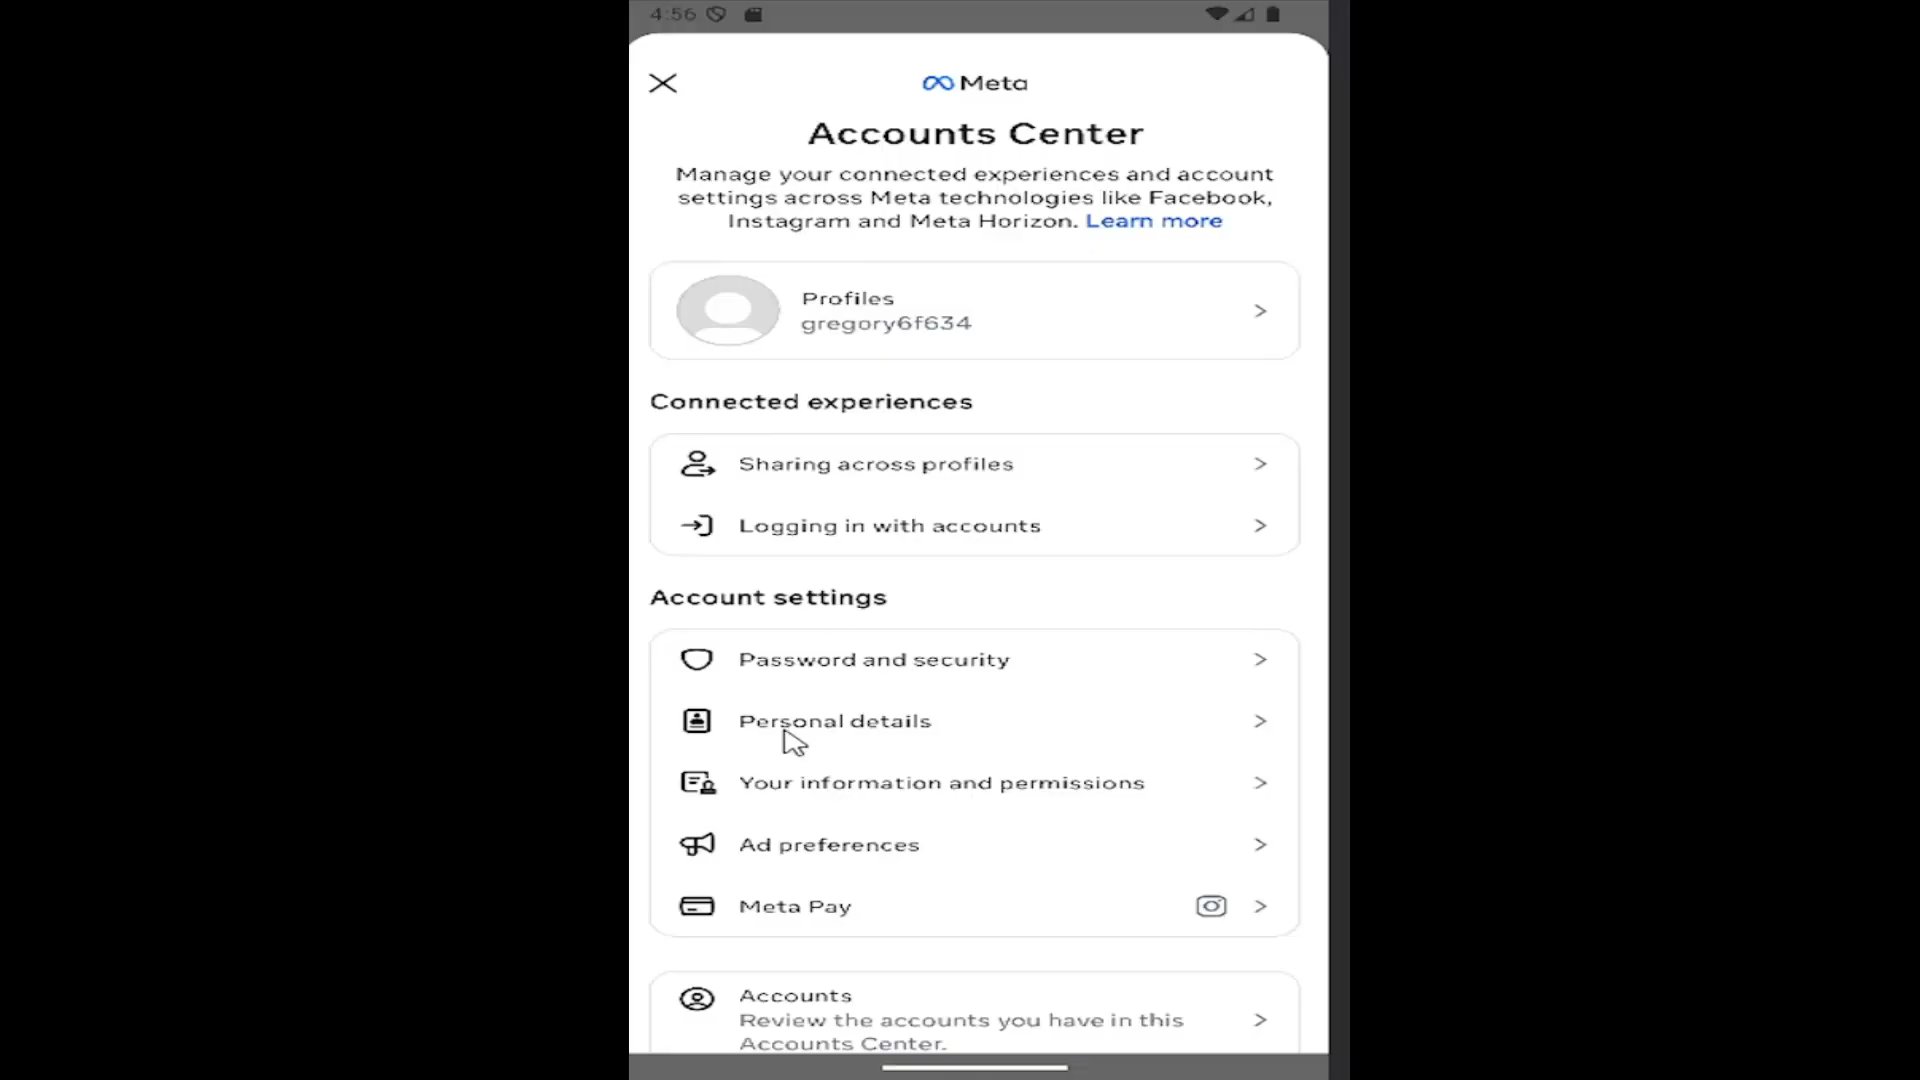 4:56
Meta
Accounts Center
Manage your connected experiences and account
settings across Meta technologies like Facebook,
Instagram and Meta Horizon. Learn more
Profiles
gregory6f634
Connected experiences
Sharing across profiles
Logging in with accounts
Account settings
Password and security
Personal details
Your information and permissions
Ad preferences
Meta Pay
Accounts
Review the accounts you have in this
Accounts Center.